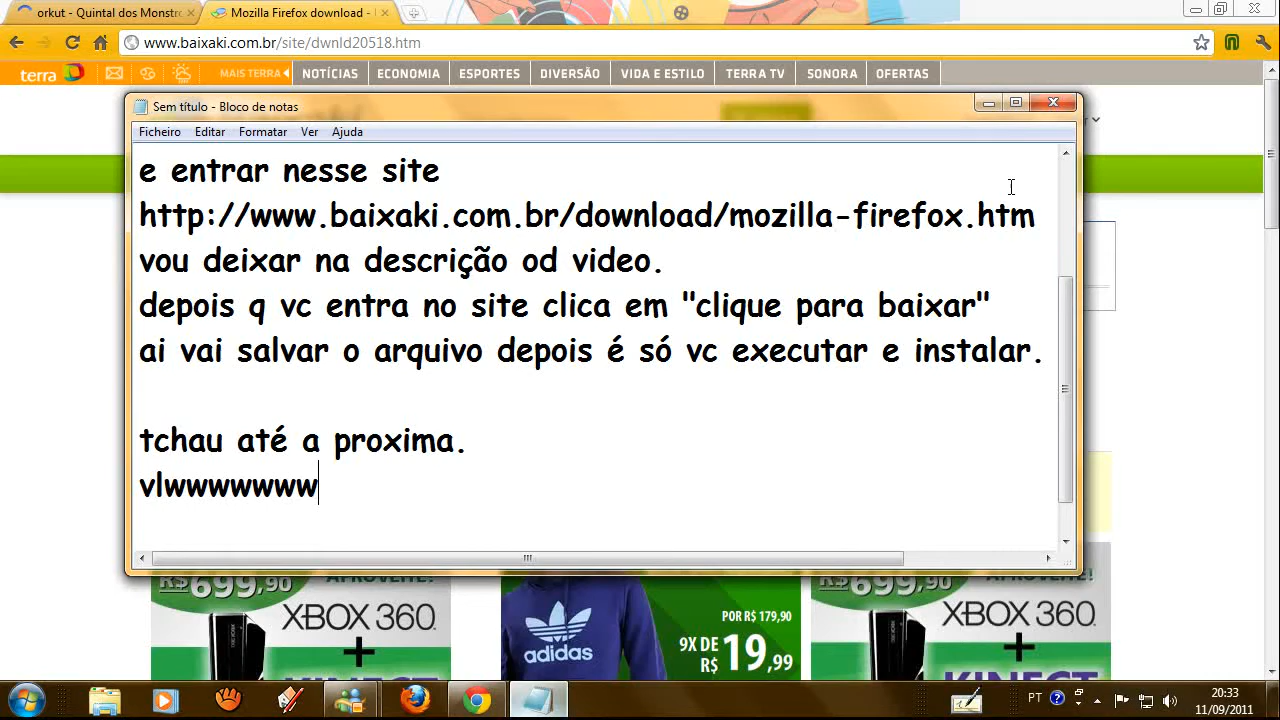 orkut - Quintal dos Monstro
Mozilla Firefox download -
www.baixaki.com.br/site/dwnld20518.htm
terra
MAIS TERRA
NOTÍCIAS
ECONOMIA
ESPORTES
DIVERSÃO
VIDA E ESTILO
TERRA TV
SONORA
OFERTAS
Sem título - Bloco de notas
Ficheiro Editar Formatar Ver Ajuda
e entrar nesse site
http://www.baixaki.com.br/download/mozilla-firefox.htm
vou deixar na descrição od video.
depois q vc entra no site clica em "clique para baixar"
ai vai salvar o arquivo depois é só vc executar e instalar.
tchau até a proxima.
vlwwwwwww
R$699,90 APROVEITE!
XBOX 360
+
KINECT
adidas
POR R$ 179,90
9X DE
R$ 19,99
R$699,90 APROVEITE!
XBOX 360
+
KINECT
PT
20:33
11/09/2011